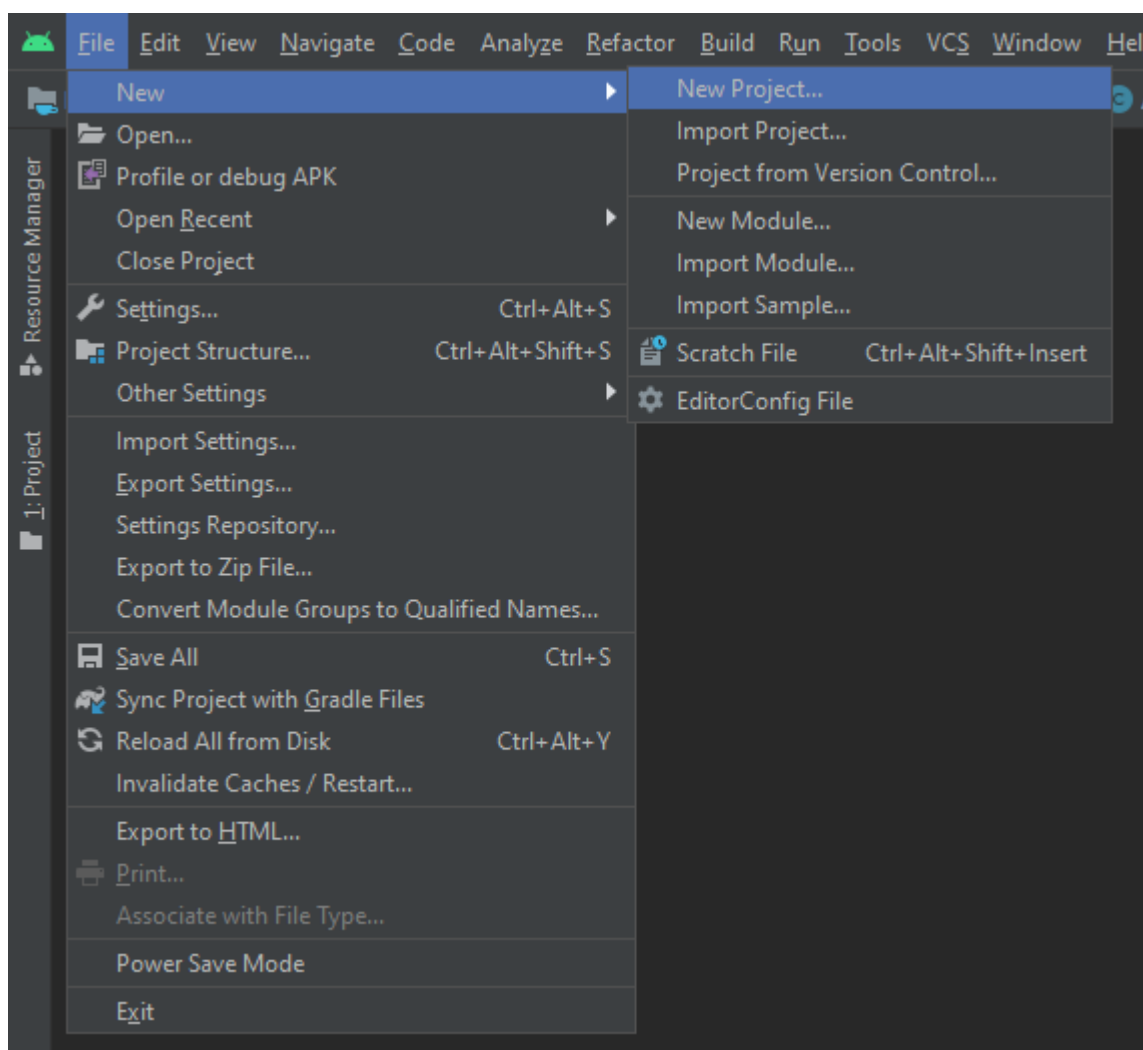 File Edit View Navigate Code Analyze Refactor Build Run Tools VCS Window
New
Open...
Profile or debug APK
Open Recent
Close Project
Settings... Ctrl+Alt+S
Project Structure... Ctrl+Alt+Shift+S
Other Settings
Import Settings...
Export Settings...
Settings Repository...
Export to Zip File...
Convert Module Groups to Qualified Names...
Save All Ctrl+S
Sync Project with Gradle Files
Reload All from Disk Ctrl+Alt+Y
Invalidate Caches / Restart...
Export to HTML...
Print...
Associate with File Type...
Power Save Mode
Exit
New Project...
Import Project...
Project from Version Control...
New Module...
Import Module...
Import Sample...
Scratch File Ctrl+Alt+Shift+Insert
EditorConfig File
Resource Manager
1: Project